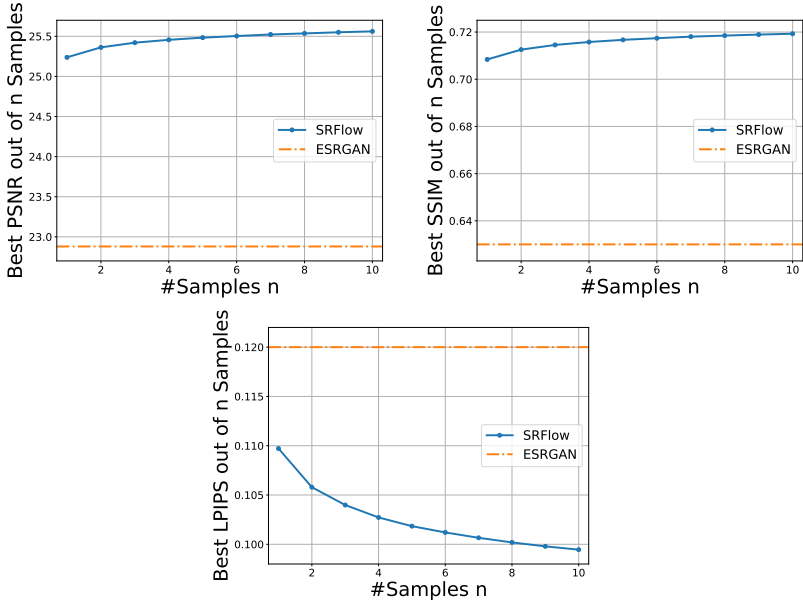 Best PSNR out of n Samples
25.5
25.0
24.5
24.0
23.5
23.0
SRFlow
ESRGAN
2 4 6 8 10
#Samples n
Best SSIM out of n Samples
0.72
0.70
0.68
0.66
0.64
SRFlow
ESRGAN
2 4 6 8 10
#Samples n
Best LPIPS out of n Samples
0.120
0.115
0.110
0.105
0.100
SRFlow
ESRGAN
2 4 6 8 10
#Samples n